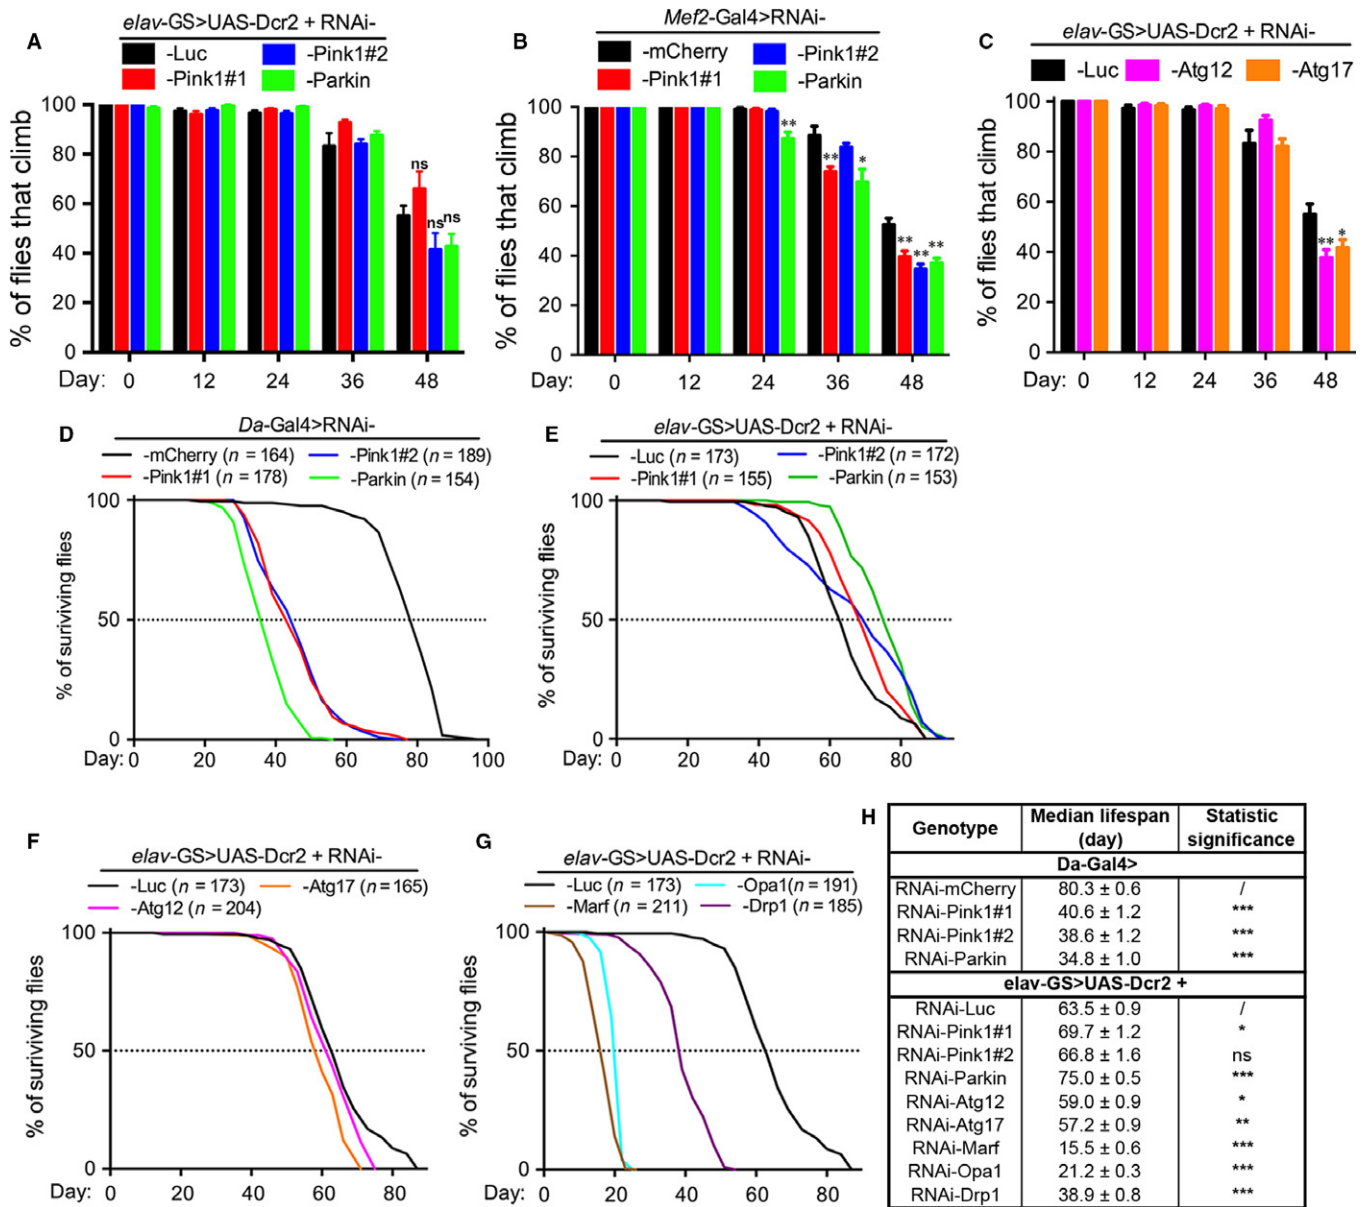 A
elav-GS>UAS-Dcr2 + RNAi-
-Luc -Pink1#2
-Pink1#1 -Parkin
% of flies that climb
100
80
60
40
20
0
ns
ns ns
Day: 0 12 24 36 48
B
Mef2-Gal4>RNAi-
-mCherry -Pink1#2
-Pink1#1 -Parkin
% of flies that climb
100
80
60
40
20
0
**
** *
** ** **
Day: 0 12 24 36 48
C
elav-GS>UAS-Dcr2 + RNAi-
-Luc -Atg12 -Atg17
% of flies that climb
100
80
60
40
20
0
** *
Day: 0 12 24 36 48
D
Da-Gal4>RNAi-
-mCherry (n = 164) -Pink1#2 (n = 189)
-Pink1#1 (n = 178) -Parkin (n = 154)
% of suriviving flies
100
50
0
Day: 0 20 40 60 80 100
E
elav-GS>UAS-Dcr2 + RNAi-
-Luc (n = 173) -Pink1#2 (n = 172)
-Pink1#1 (n = 155) -Parkin (n = 153)
% of suriviving flies
100
50
0
Day: 0 20 40 60 80
F
elav-GS>UAS-Dcr2 + RNAi-
-Luc (n = 173) -Atg17 (n = 165)
-Atg12 (n = 204)
% of suriviving flies
100
50
0
Day: 0 20 40 60 80
G
elav-GS>UAS-Dcr2 + RNAi-
-Luc (n = 173) -Opa1(n = 191)
-Marf (n = 211) -Drp1 (n = 185)
% of suriviving flies
100
50
0
Day: 0 20 40 60 80
H
Genotype Median lifespan (day) Statistic significance
Da-Gal4>
RNAi-mCherry 80.3 ± 0.6 /
RNAi-Pink1#1 40.6 ± 1.2 ***
RNAi-Pink1#2 38.6 ± 1.2 ***
RNAi-Parkin 34.8 ± 1.0 ***
elav-GS>UAS-Dcr2 +
RNAi-Luc 63.5 ± 0.9 /
RNAi-Pink1#1 69.7 ± 1.2 *
RNAi-Pink1#2 66.8 ± 1.6 ns
RNAi-Parkin 75.0 ± 0.5 ***
RNAi-Atg12 59.0 ± 0.9 *
RNAi-Atg17 57.2 ± 0.9 **
RNAi-Marf 15.5 ± 0.6 ***
RNAi-Opa1 21.2 ± 0.3 ***
RNAi-Drp1 38.9 ± 0.8 ***